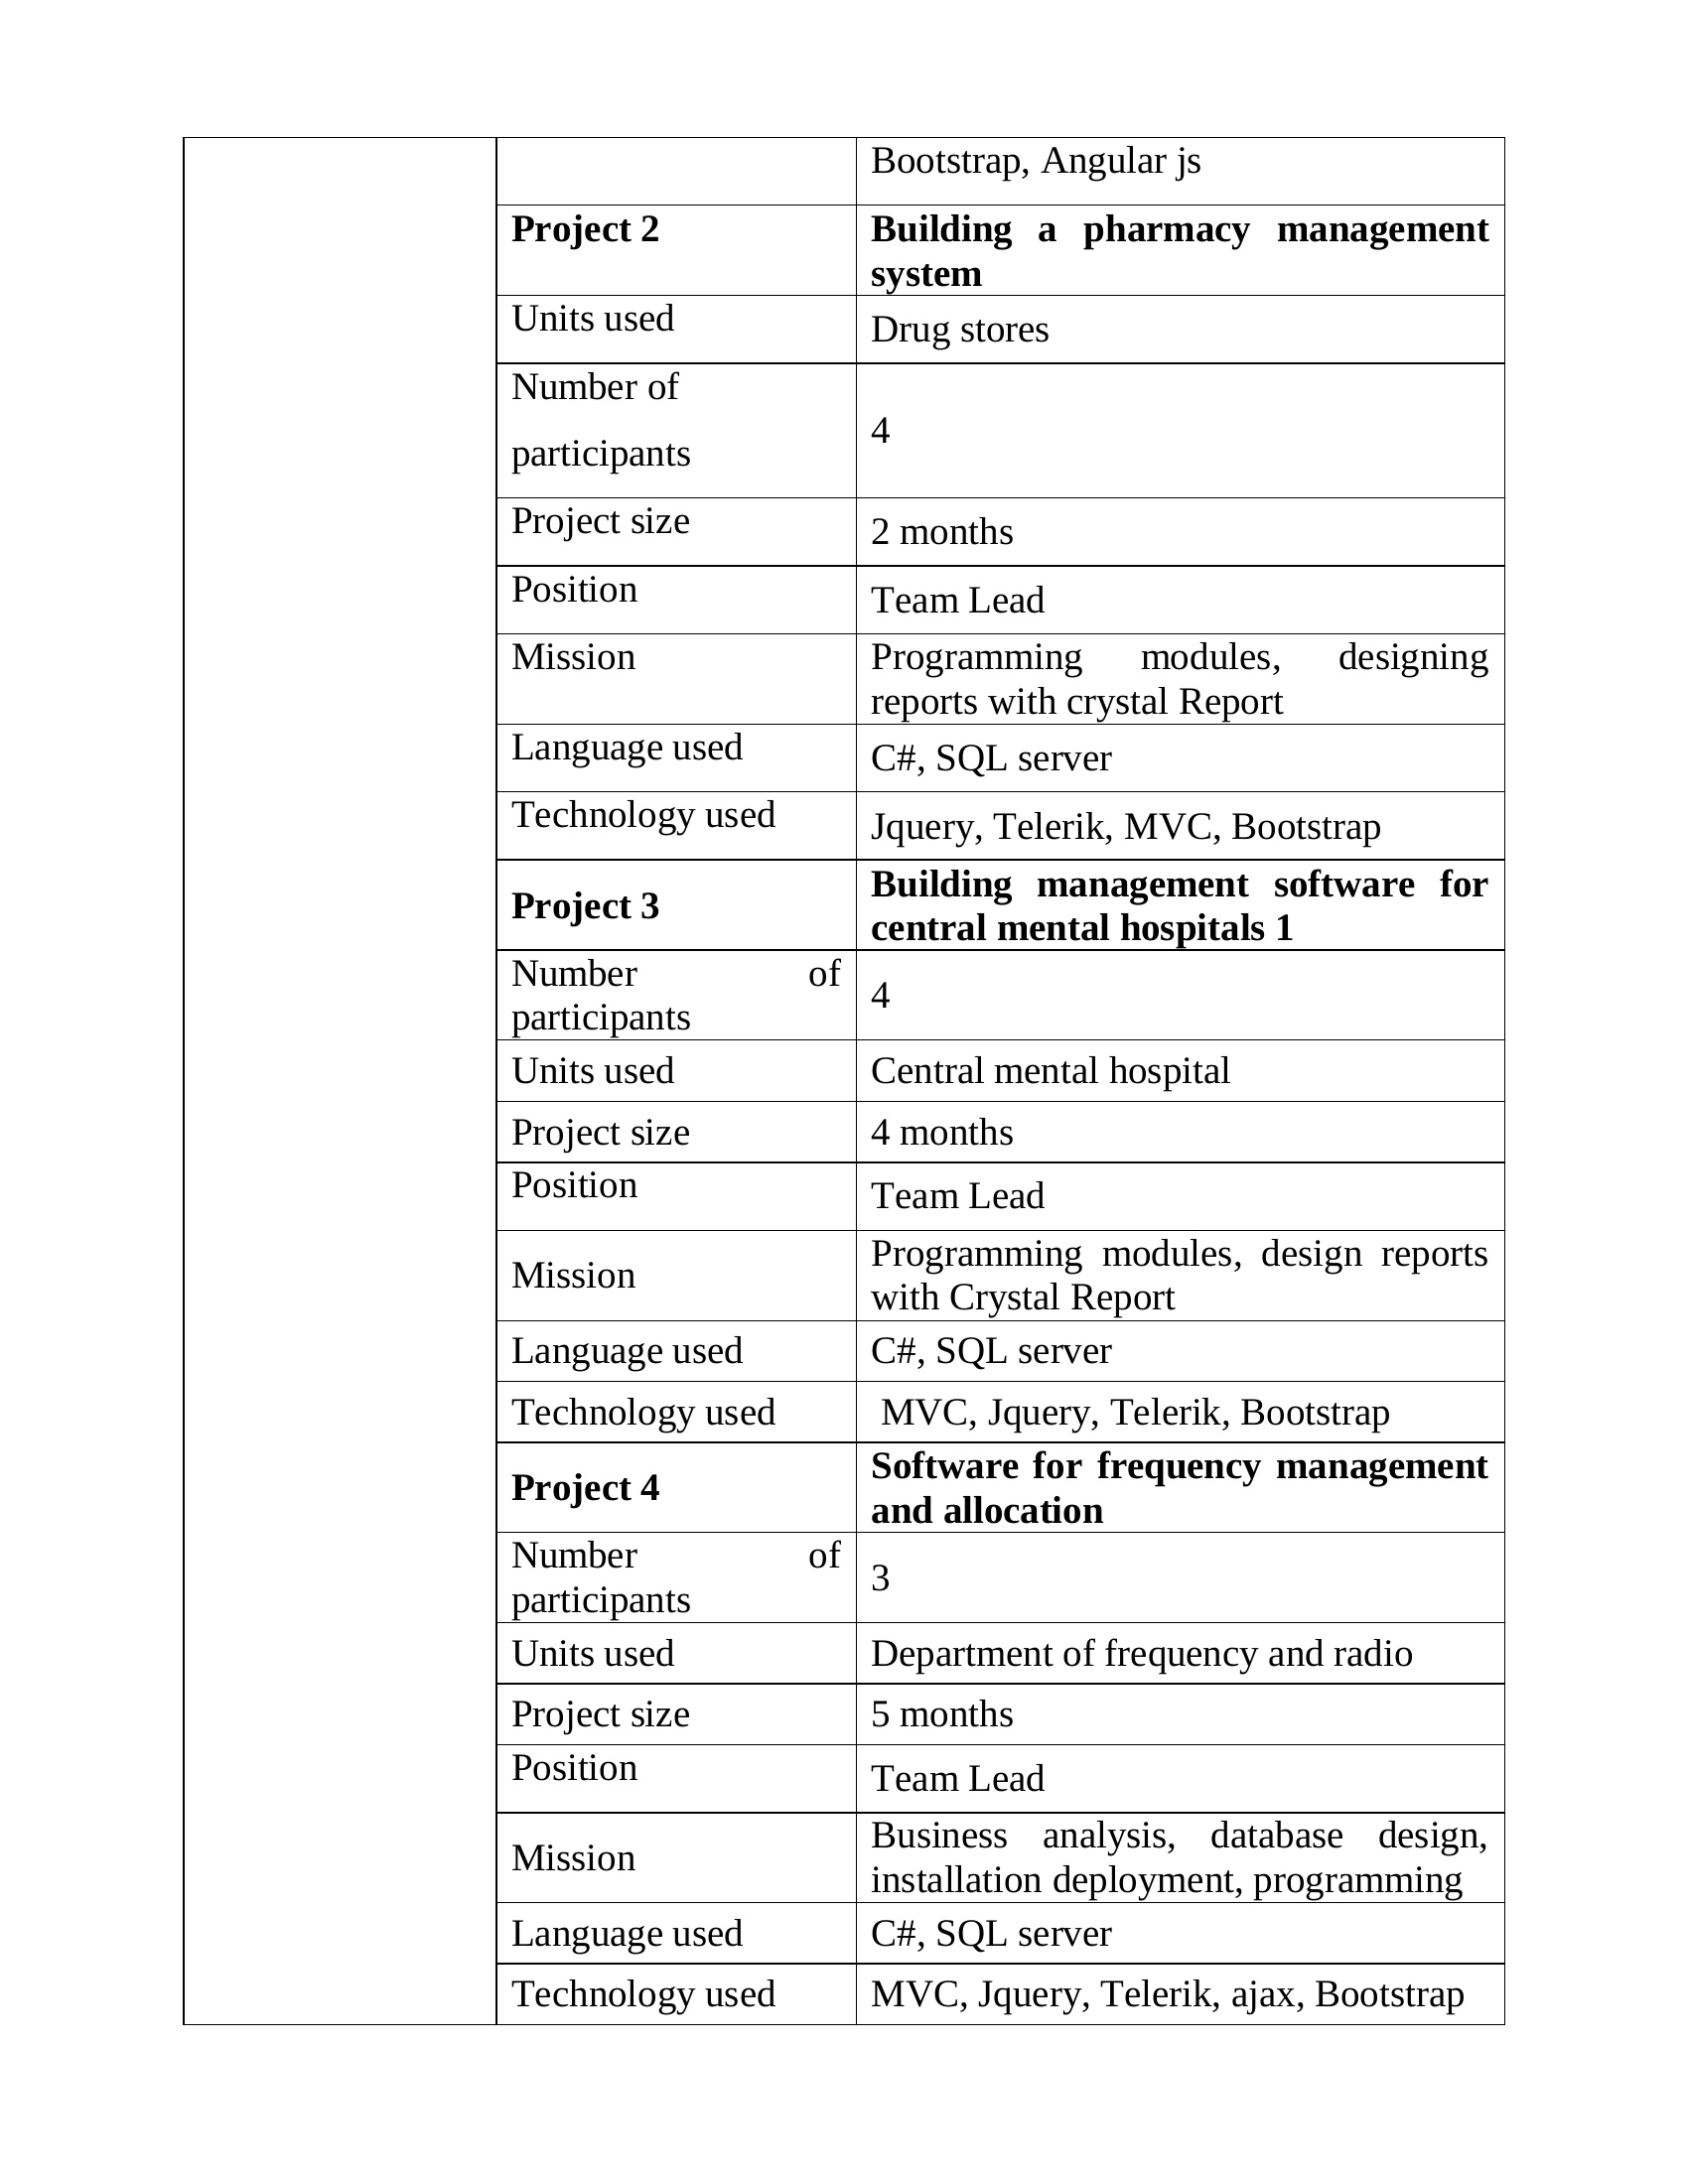 Bootstrap, Angular js
Project 2
Building a pharmacy management
system
Units used
Drug stores
Number of
participants
4
Project size
2 months
Position
Team Lead
Mission
Programming modules, designing
reports with crystal Report
Language used
C#, SQL server
Technology used
Jquery, Telerik, MVC, Bootstrap
Project 3
Building management software for
central mental hospitals 1
Number of
participants
4
Units used
Central mental hospital
Project size
4 months
Position
Team Lead
Mission
Programming modules, design reports
with Crystal Report
Language used
C#, SQL server
Technology used
MVC, Jquery, Telerik, Bootstrap
Project 4
Software for frequency management
and allocation
Number of
participants
3
Units used
Department of frequency and radio
Project size
5 months
Position
Team Lead
Mission
Business analysis, database design,
installation deployment, programming
Language used
C#, SQL server
Technology used
MVC, Jquery, Telerik, ajax, Bootstrap